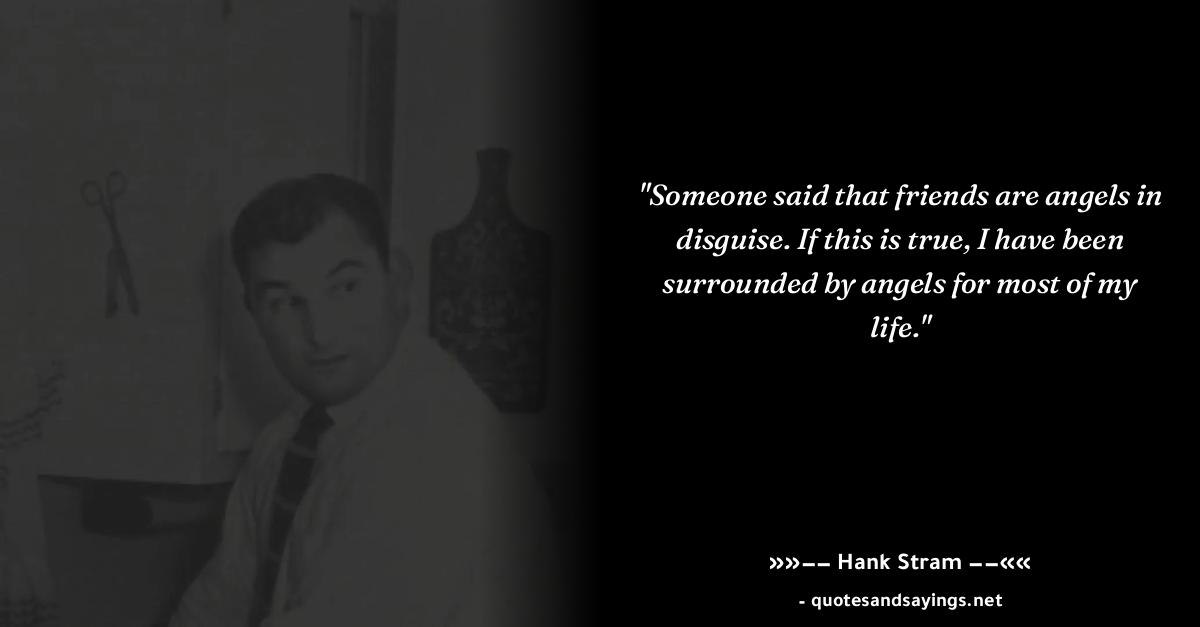 "Someone said that friends are angels in
disguise. If this is true, I have been
surrounded by angels for most of my
life."
»»−− Hank Stram −−««
- quotesandsayings.net